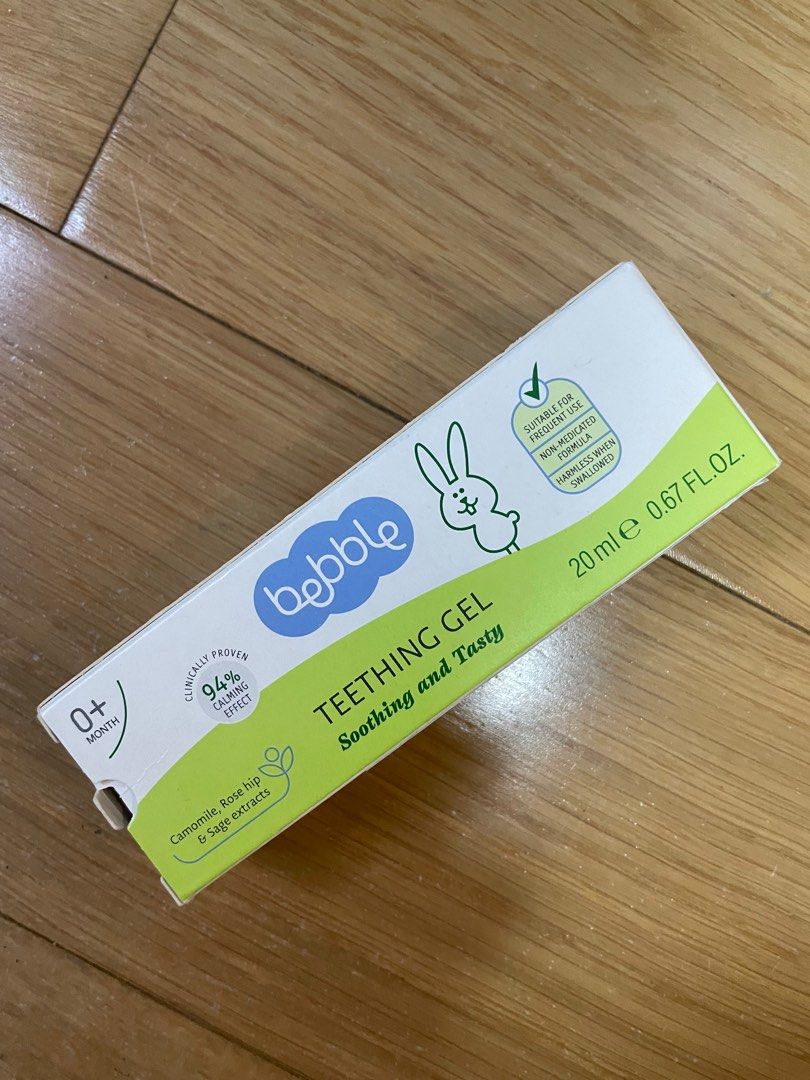 0+
MONTH
CLINICALLY PROVEN
94%
CALMING
EFFECT
bebble
TEETHING GEL
Soothing and Tasty
Camomile, Rose hip
& Sage extracts
SUITABLE FOR
FREQUENT USE
NON-MEDICATED
FORMULA
HARMLESS WHEN
SWALLOWED
20 ml ℮ 0.67 FL.OZ.